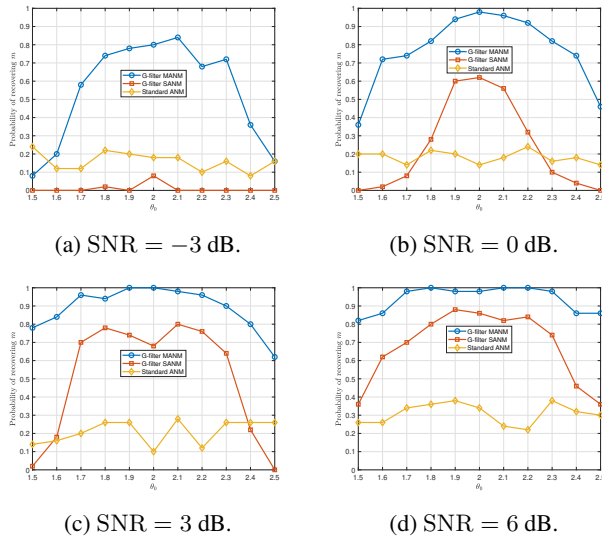 Probability of recovering m
1
0.9
0.8
0.7
0.6
0.5
0.4
0.3
0.2
0.1
0
G-filter MANM
G-filter SANM
Standard ANM
1.5 1.6 1.7 1.8 1.9 2 2.1 2.2 2.3 2.4 2.5
θ₀
(a) SNR = −3 dB.
Probability of recovering m
1
0.9
0.8
0.7
0.6
0.5
0.4
0.3
0.2
0.1
0
G-filter MANM
G-filter SANM
Standard ANM
1.5 1.6 1.7 1.8 1.9 2 2.1 2.2 2.3 2.4 2.5
θ₀
(b) SNR = 0 dB.
Probability of recovering m
1
0.9
0.8
0.7
0.6
0.5
0.4
0.3
0.2
0.1
0
G-filter MANM
G-filter SANM
Standard ANM
1.5 1.6 1.7 1.8 1.9 2 2.1 2.2 2.3 2.4 2.5
θ₀
(c) SNR = 3 dB.
Probability of recovering m
1
0.9
0.8
0.7
0.6
0.5
0.4
0.3
0.2
0.1
0
G-filter MANM
G-filter SANM
Standard ANM
1.5 1.6 1.7 1.8 1.9 2 2.1 2.2 2.3 2.4 2.5
θ₀
(d) SNR = 6 dB.